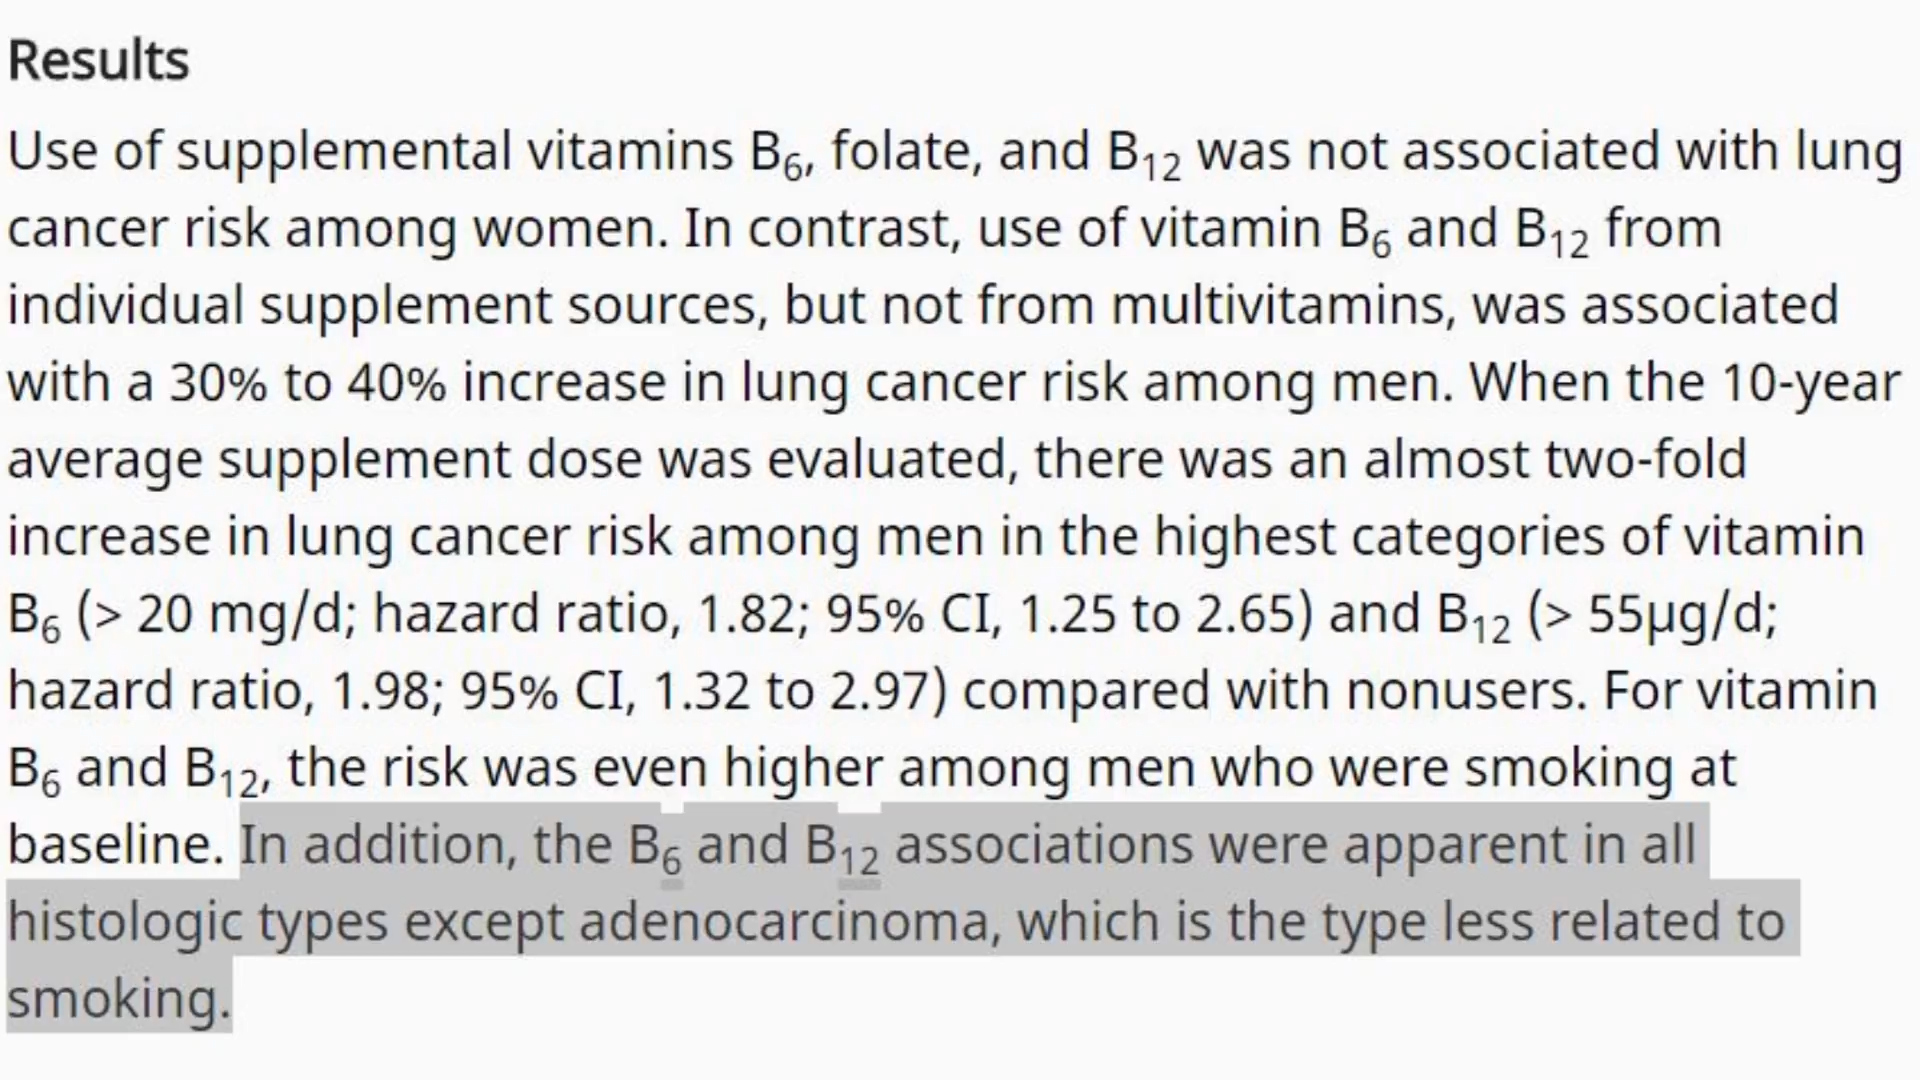 Results
Use of supplemental vitamins B₆, folate, and B₁₂ was not associated with lung
cancer risk among women. In contrast, use of vitamin B₆ and B₁₂ from
individual supplement sources, but not from multivitamins, was associated
with a 30% to 40% increase in lung cancer risk among men. When the 10-year
average supplement dose was evaluated, there was an almost two-fold
increase in lung cancer risk among men in the highest categories of vitamin
B₆ (> 20 mg/d; hazard ratio, 1.82; 95% CI, 1.25 to 2.65) and B₁₂ (> 55μg/d;
hazard ratio, 1.98; 95% CI, 1.32 to 2.97) compared with nonusers. For vitamin
B₆ and B₁₂, the risk was even higher among men who were smoking at
baseline. In addition, the B₆ and B₁₂ associations were apparent in all
histologic types except adenocarcinoma, which is the type less related to
smoking.